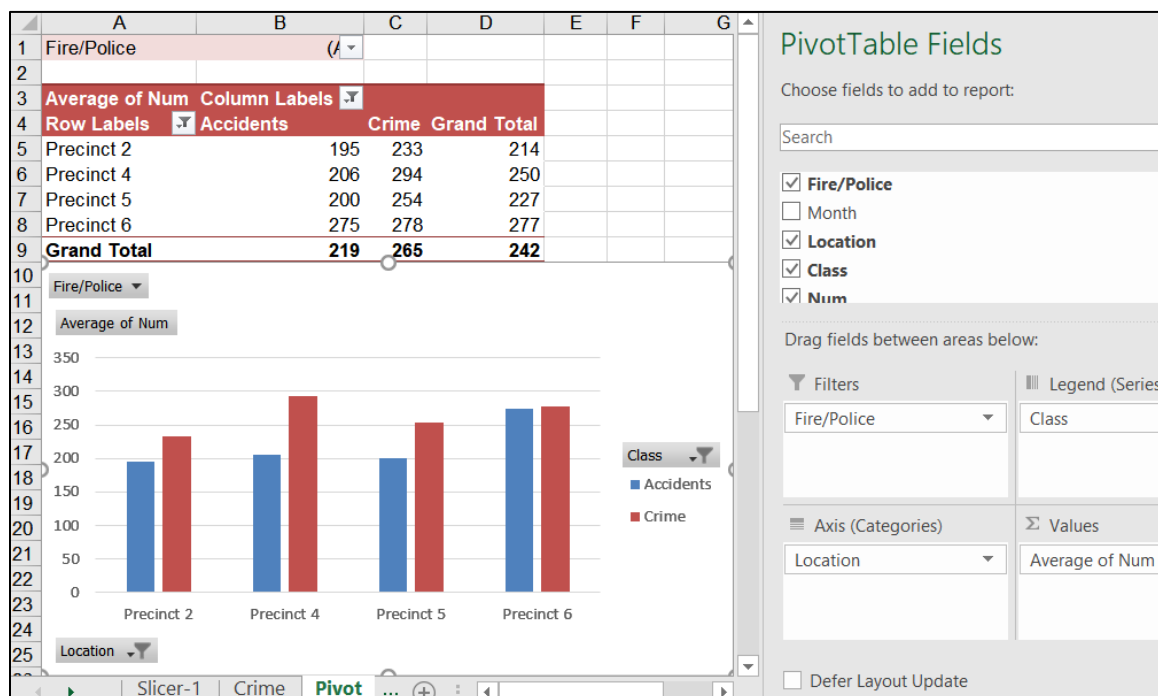 A B C D E F G
1 Fire/Police (A
2
3 Average of Num Column Labels
4 Row Labels Accidents Crime Grand Total
5 Precinct 2 195 233 214
6 Precinct 4 206 294 250
7 Precinct 5 200 254 227
8 Precinct 6 275 278 277
9 Grand Total 219 265 242
10
11
12
13
14
15
16
17
18
19
20
21
22
23
24
25
Fire/Police
Average of Num
350
300
250
200
150
100
50
0
Precinct 2 Precinct 4 Precinct 5 Precinct 6
Class
Accidents
Crime
Location
Slicer-1 Crime Pivot ...
PivotTable Fields
Choose fields to add to report:
Search
Fire/Police
Month
Location
Class
Num
Drag fields between areas below:
Filters
Fire/Police
Legend (Series
Class
Axis (Categories)
Location
Σ Values
Average of Num
Defer Layout Update